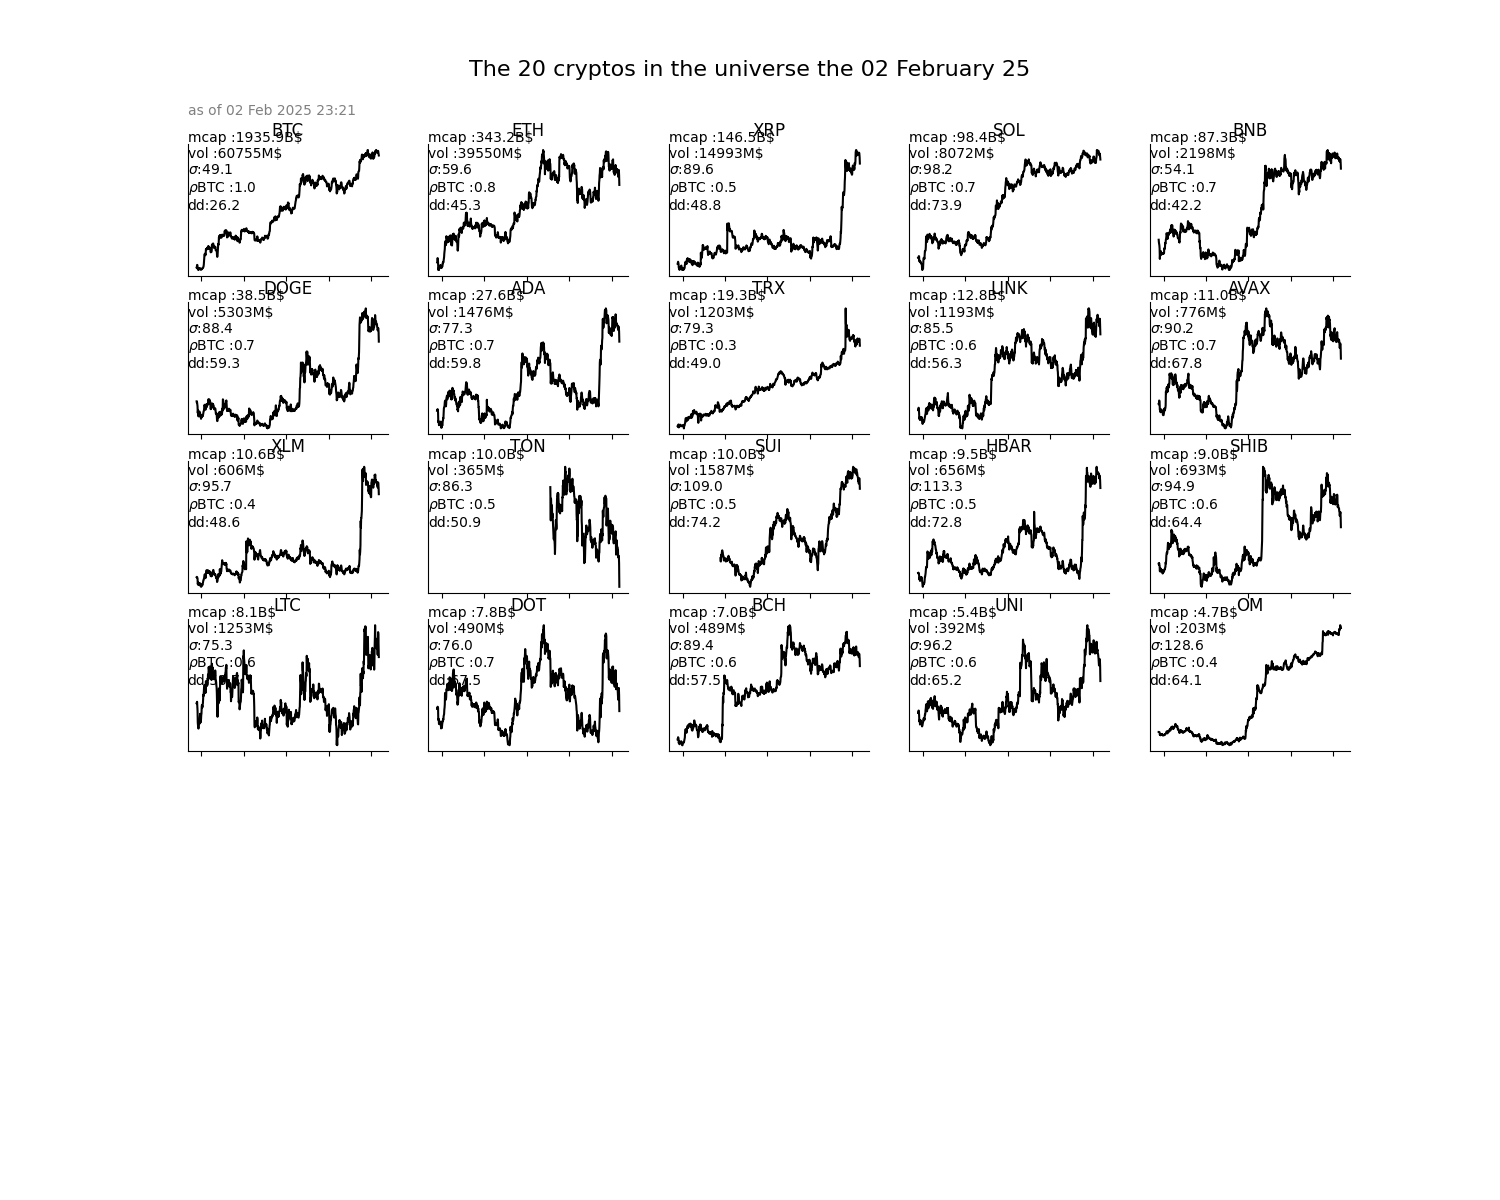 The 20 cryptos in the universe the 02 February 25
as of 02 Feb 2025 23:21
BTC
mcap :1935.9B$
vol :60755M$
σ:49.1
ρBTC :1.0
dd:26.2
ETH
mcap :343.2B$
vol :39550M$
σ:59.6
ρBTC :0.8
dd:45.3
XRP
mcap :146.5B$
vol :14993M$
σ:89.6
ρBTC :0.5
dd:48.8
SOL
mcap :98.4B$
vol :8072M$
σ:98.2
ρBTC :0.7
dd:73.9
BNB
mcap :87.3B$
vol :2198M$
σ:54.1
ρBTC :0.7
dd:42.2
DOGE
mcap :38.5B$
vol :5303M$
σ:88.4
ρBTC :0.7
dd:59.3
ADA
mcap :27.6B$
vol :1476M$
σ:77.3
ρBTC :0.7
dd:59.8
TRX
mcap :19.3B$
vol :1203M$
σ:79.3
ρBTC :0.3
dd:49.0
LINK
mcap :12.8B$
vol :1193M$
σ:85.5
ρBTC :0.6
dd:56.3
AVAX
mcap :11.0B$
vol :776M$
σ:90.2
ρBTC :0.7
dd:67.8
XLM
mcap :10.6B$
vol :606M$
σ:95.7
ρBTC :0.4
dd:48.6
TON
mcap :10.0B$
vol :365M$
σ:86.3
ρBTC :0.5
dd:50.9
SUI
mcap :10.0B$
vol :1587M$
σ:109.0
ρBTC :0.5
dd:74.2
HBAR
mcap :9.5B$
vol :656M$
σ:113.3
ρBTC :0.5
dd:72.8
SHIB
mcap :9.0B$
vol :693M$
σ:94.9
ρBTC :0.6
dd:64.4
LTC
mcap :8.1B$
vol :1253M$
σ:75.3
ρBTC :0.6
DOT
mcap :7.8B$
vol :490M$
σ:76.0
ρBTC :0.7
BCH
mcap :7.0B$
vol :489M$
σ:89.4
ρBTC :0.6
dd:57.5
UNI
mcap :5.4B$
vol :392M$
σ:96.2
ρBTC :0.6
dd:65.2
OM
mcap :4.7B$
vol :203M$
σ:128.6
ρBTC :0.4
dd:64.1